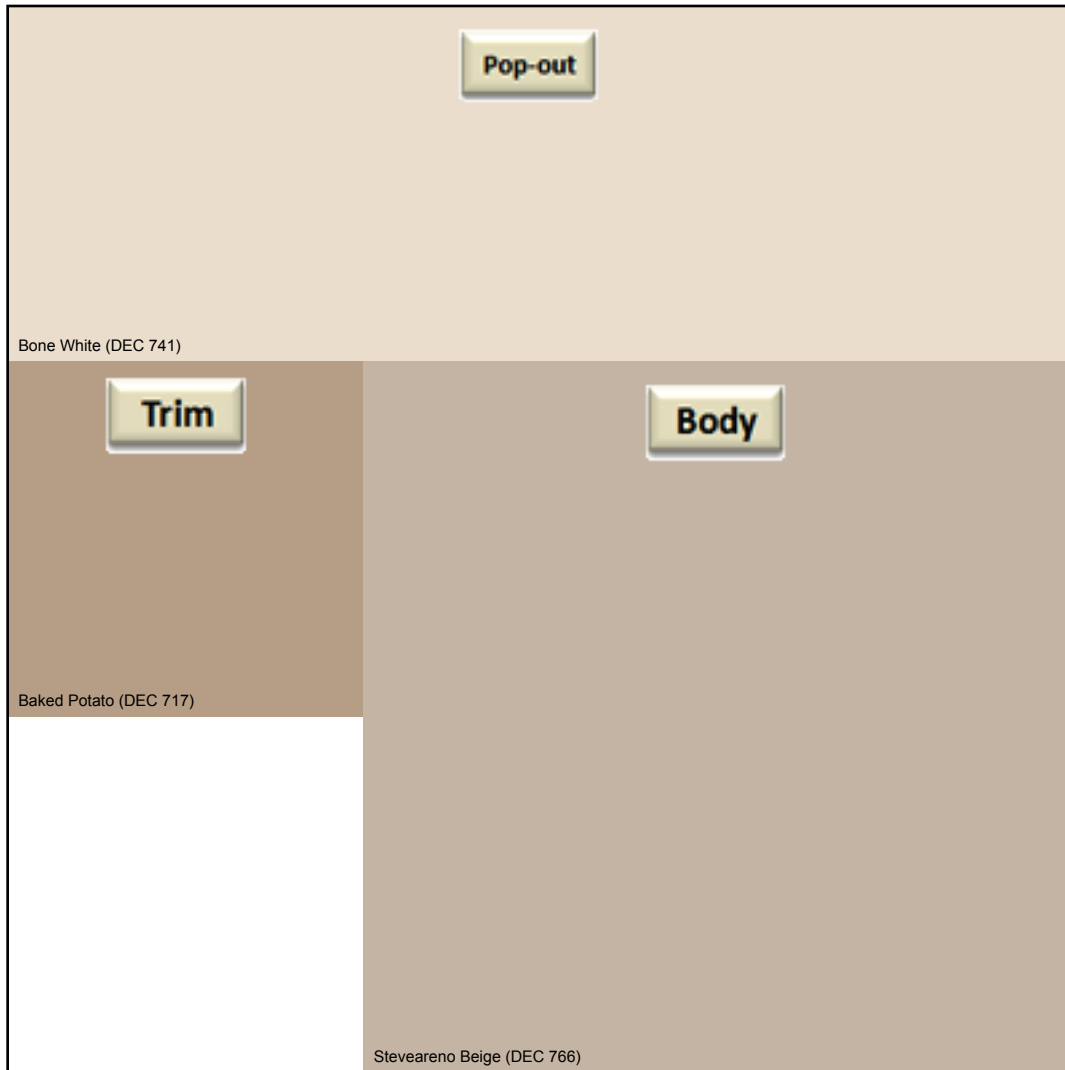 Pop-out
Bone White (DEC 741)
Trim
Body
Baked Potato (DEC 717)
Steveareno Beige (DEC 766)